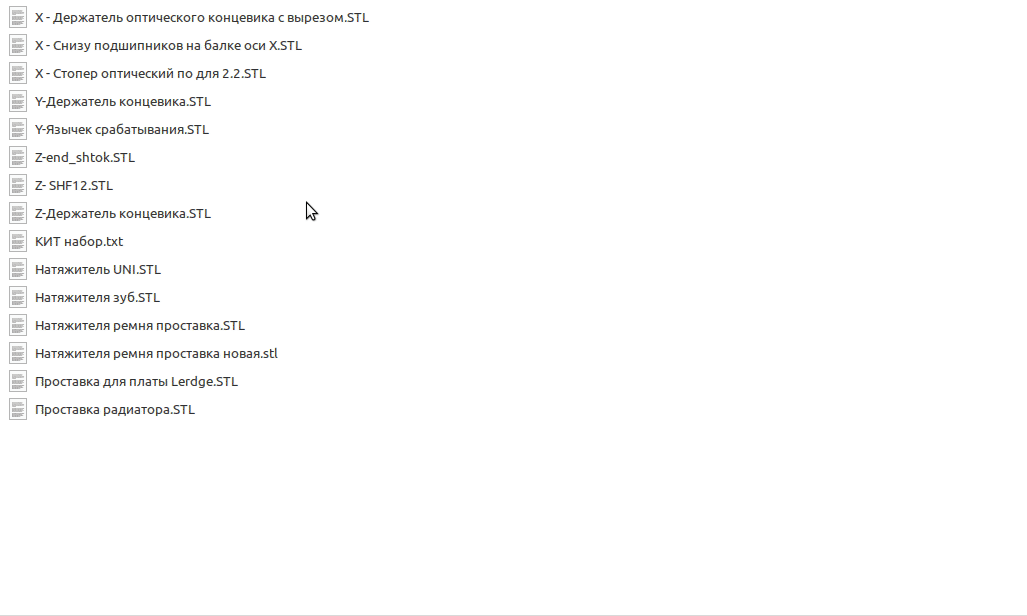 X - Держатель оптического концевика с вырезом.STL
X - Снизу подшипников на балке оси X.STL
X - Стопер оптический по для 2.2.STL
Y-Держатель концевика.STL
Y-Язычек срабатывания.STL
Z-end_shtok.STL
Z- SHF12.STL
Z-Держатель концевика.STL
КИТ набор.txt
Натяжитель UNI.STL
Натяжителя зуб.STL
Натяжителя ремня проставка.STL
Натяжителя ремня проставка новая.stl
Проставка для платы Lerdge.STL
Проставка радиатора.STL